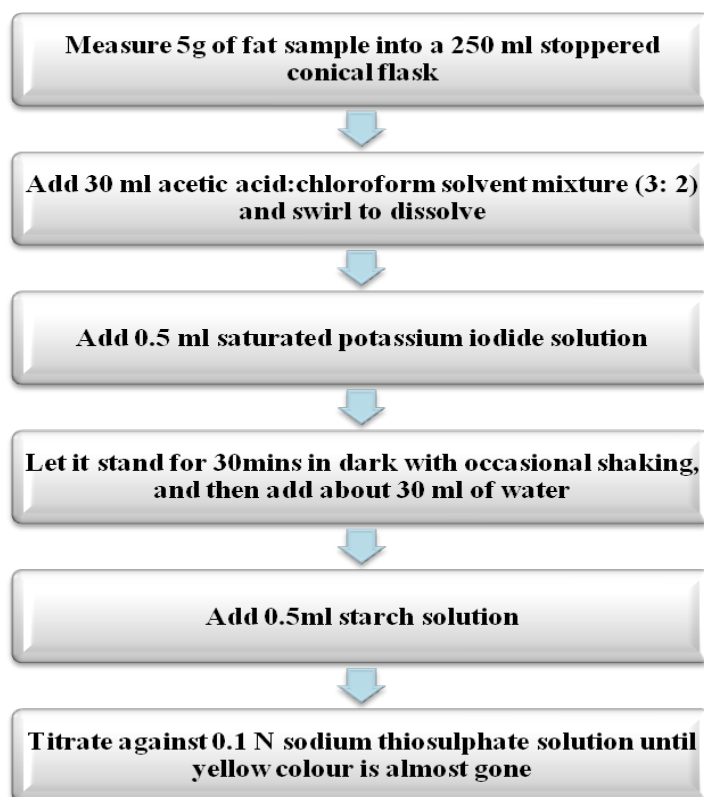 Measure 5g of fat sample into a 250 ml stoppered
conical flask
Add 30 ml acetic acid:chloroform solvent mixture (3: 2)
and swirl to dissolve
Add 0.5 ml saturated potassium iodide solution
Let it stand for 30mins in dark with occasional shaking,
and then add about 30 ml of water
Add 0.5ml starch solution
Titrate against 0.1 N sodium thiosulphate solution until
yellow colour is almost gone